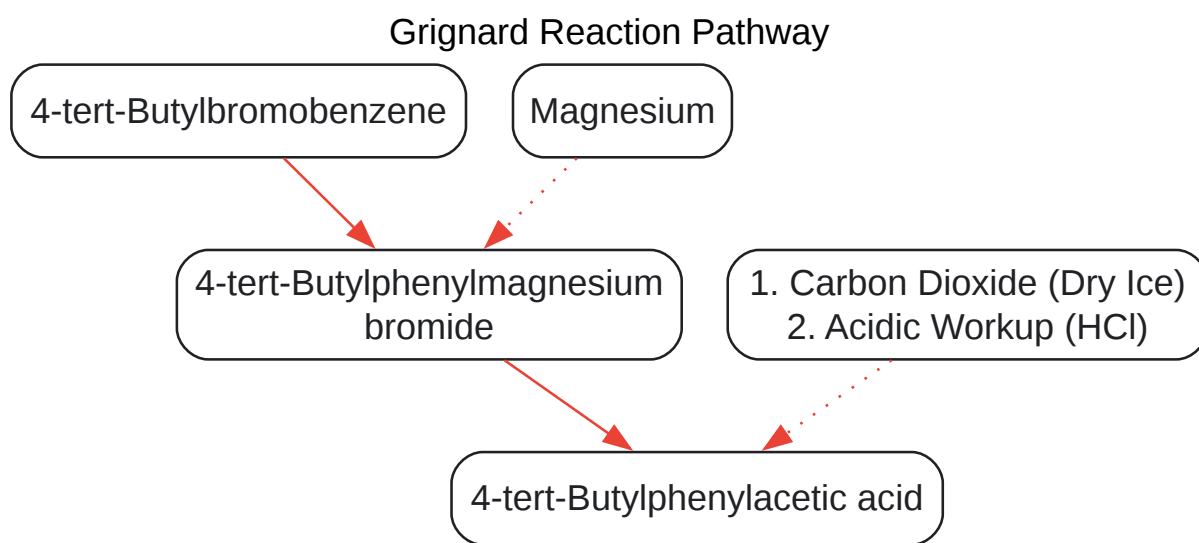 Grignard Reaction Pathway
4-tert-Butylbromobenzene
Magnesium
4-tert-Butylphenylmagnesium
bromide
1. Carbon Dioxide (Dry Ice)
2. Acidic Workup (HCl)
4-tert-Butylphenylacetic acid